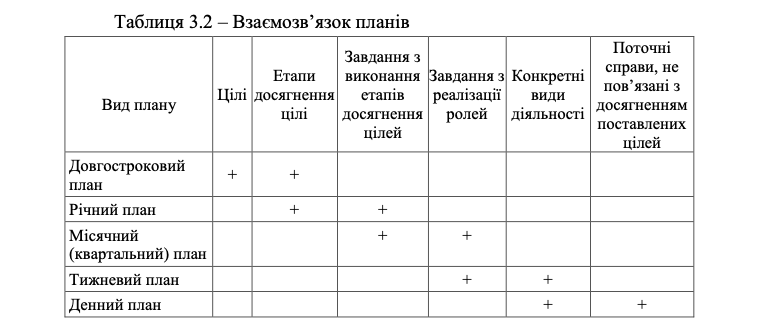 Таблиця 3.2 – Взаємозв’язок планів
Вид плану
Цілі
Етапи
досягнення
цілі
Завдання з
виконання
етапів
досягнення
цілей
Завдання з
реалізації
ролей
Конкретні
види
діяльності
Поточні
справи, не
пов’язані з
досягненням
поставлених
цілей
Довгостроковий
план
+ +
Річний план + +
Місячний
(квартальний) план
+ +
Тижневий план + +
Денний план + +